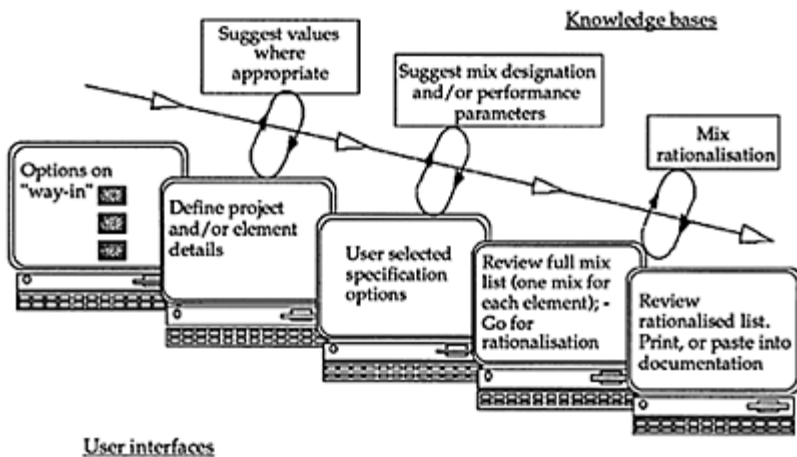 Knowledge bases
Suggest values
where
appropriate
Suggest mix designation
and/or performance
parameters
Mix
rationalisation
Options on
"way-in"
Define project
and/or element
details
User selected
specification
options
Review full mix
list (one mix for
each element); -
Go for
rationalisation
Review
rationalised list.
Print, or paste into
documentation
User interfaces